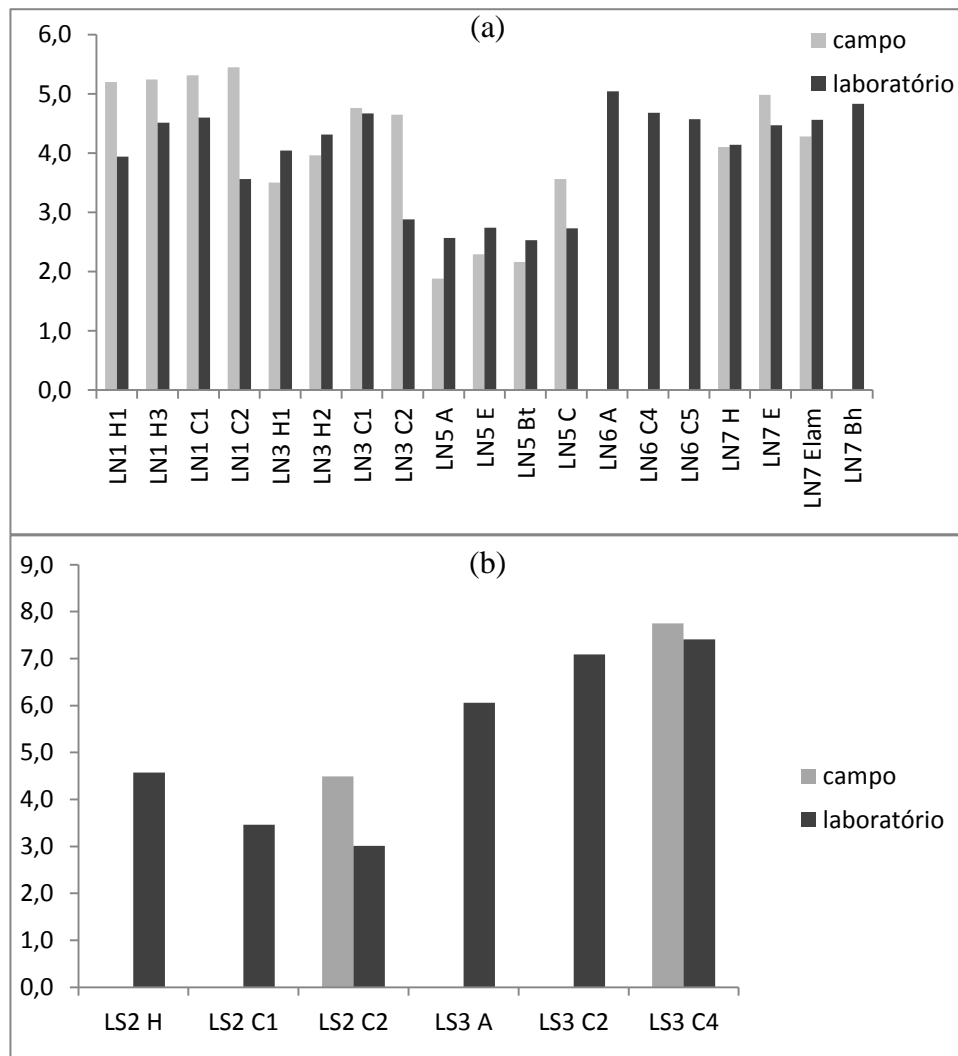 (a)
campo
laboratório
6,0
5,0
4,0
3,0
2,0
1,0
0,0
LN1 H1
LN1 H3
LN1 C1
LN1 C2
LN3 H1
LN3 H2
LN3 C1
LN3 C2
LN5 A
LN5 E
LN5 Bt
LN5 C
LN6 A
LN6 C4
LN6 C5
LN7 H
LN7 E
LN7 Elam
LN7 Bh
(b)
9,0
8,0
7,0
6,0
5,0
4,0
3,0
2,0
1,0
0,0
campo
laboratório
LS2 H LS2 C1 LS2 C2 LS3 A LS3 C2 LS3 C4